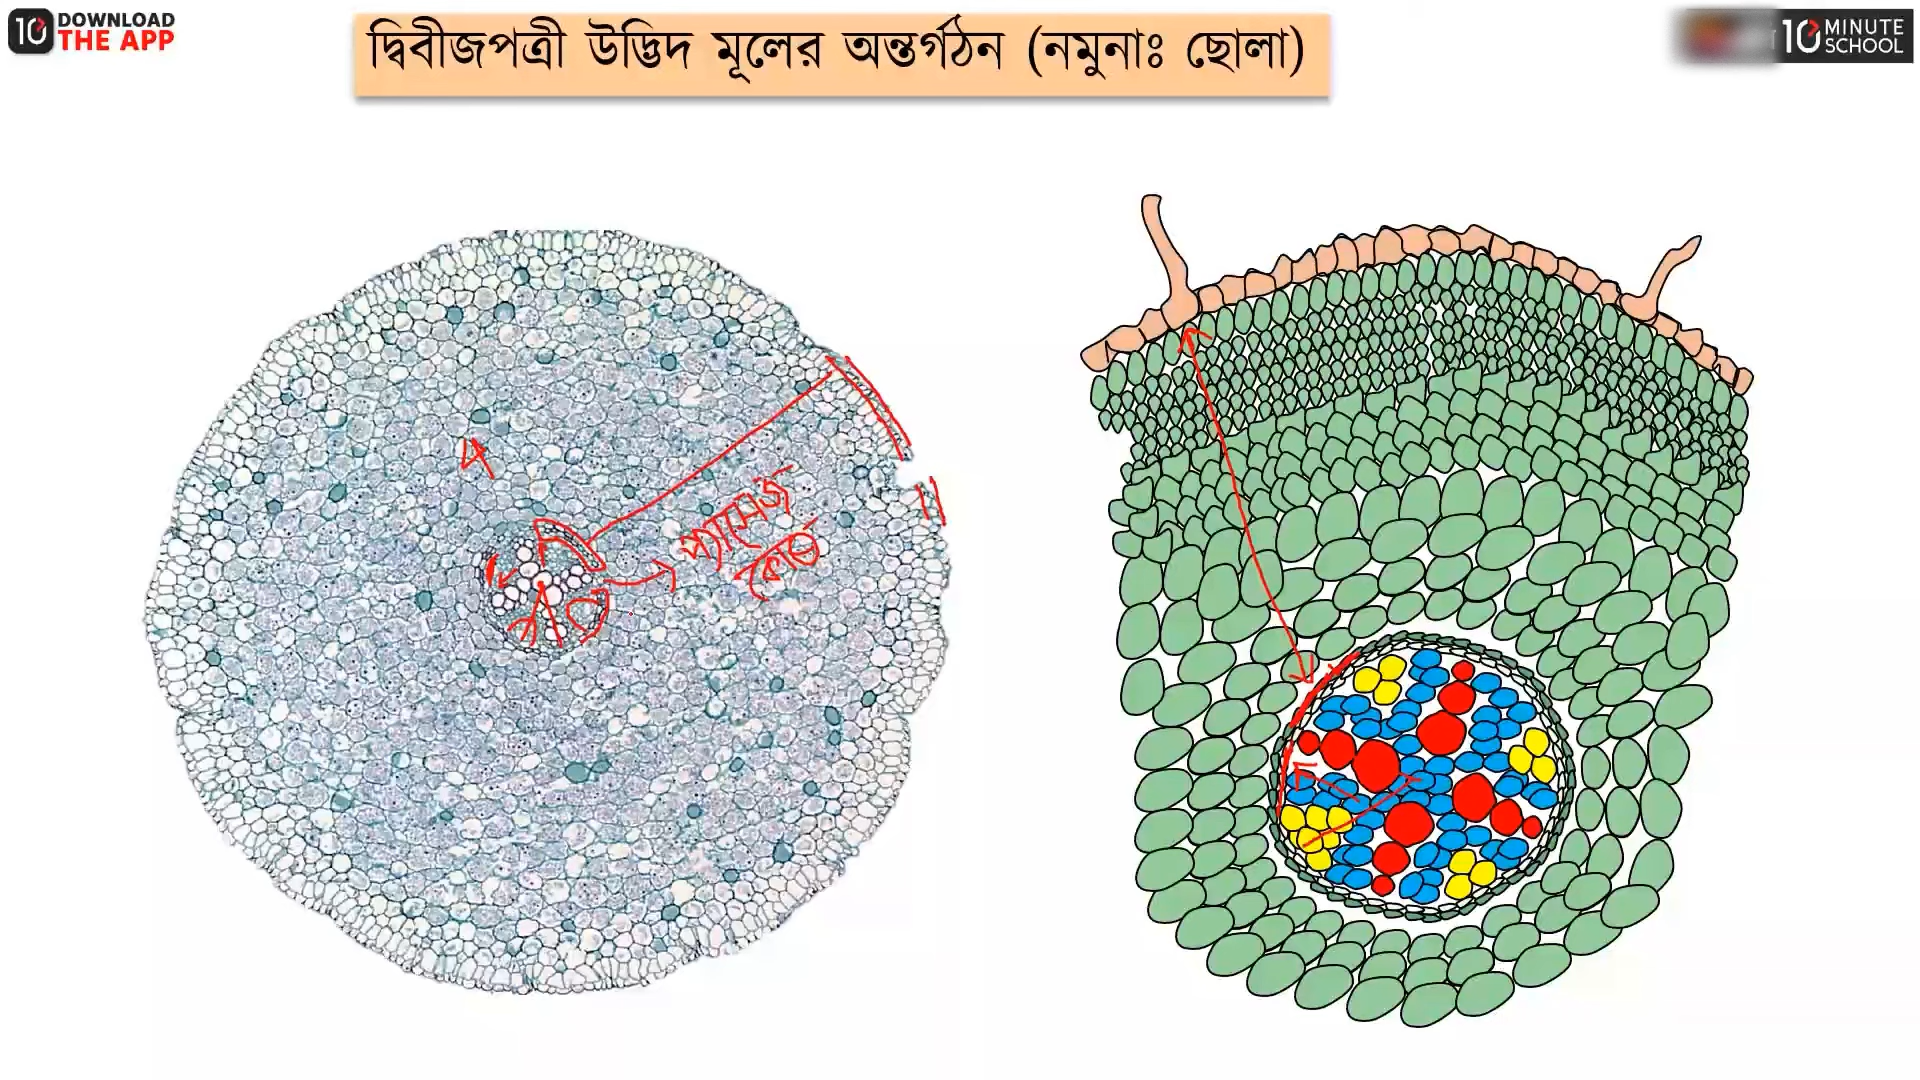 10 DOWNLOAD
THE APP
দ্বিবীজপত্রী উদ্ভিদ মূলের অন্তর্গঠন (নমুনাঃ ছোলা)
10 MINUTE
SCHOOL
প্যাসেজ
কোষ